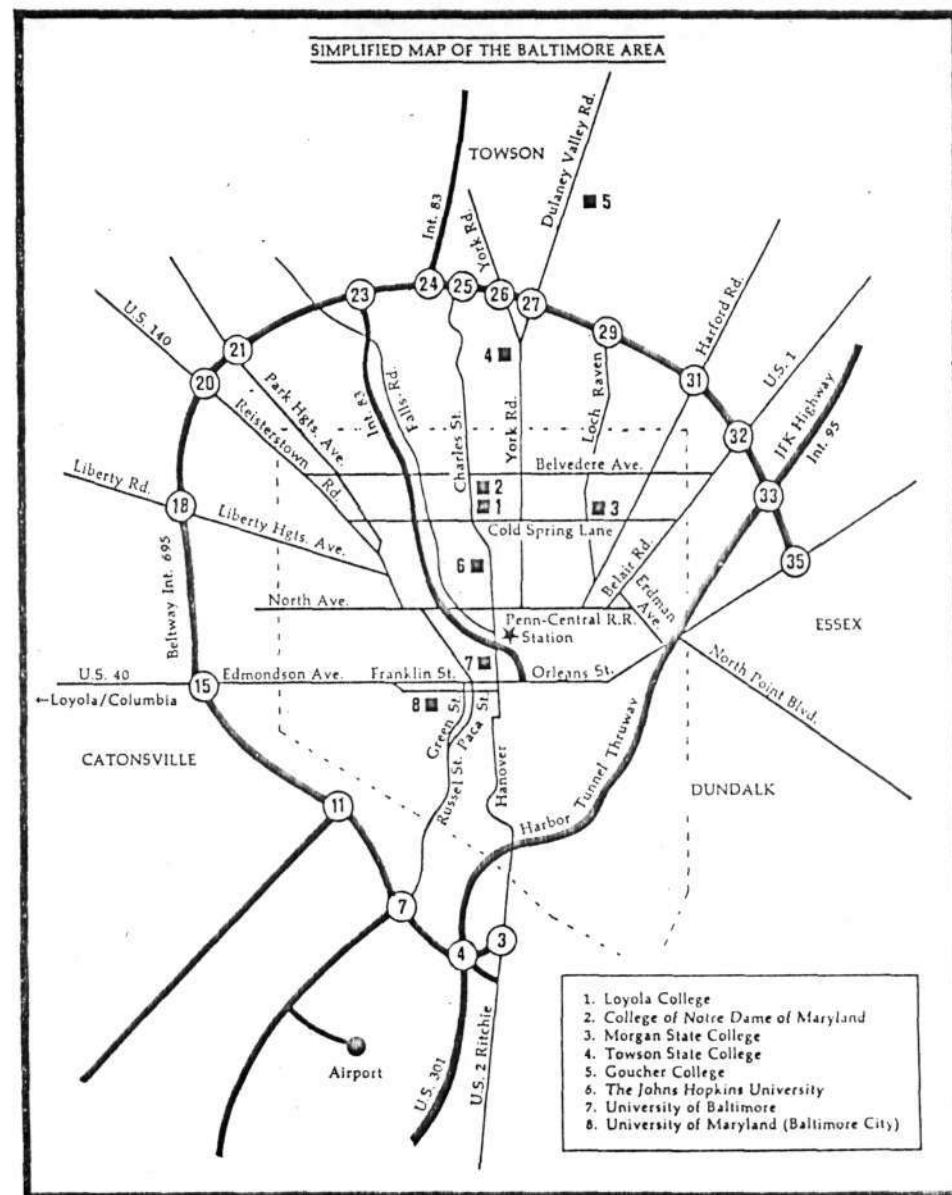 SIMPLIFIED MAP OF THE BALTIMORE AREA
TOWSON
Dulaney Valley Rd.
5
Int. 83
York Rd.
23
24
25
26
27
29
Harford Rd.
U.S. 140
21
20
4
31
U.S. 1
JFK Highway
Int. 95
Park Hgts. Ave.
Reisterstown
Rd.
Int. 83
Falls Rd.
Charles St.
York Rd.
Loch Raven
32
Belvedere Ave.
Liberty Rd.
18
Liberty Hgts. Ave.
2
1
3
33
Cold Spring Lane
35
6
Belair Rd.
Erdman
Ave.
Beltway Int. 695
North Ave.
Penn-Central R.R.
Station
ESSEX
7
U.S. 40
15
Edmondson Ave.
Franklin St.
Orleans St.
North Point Blvd.
←Loyola/Columbia
8
Green St.
Paca St.
CATONSVILLE
Russel St.
Hanover
Harbor Tunnel Thruway
DUNDALK
11
7
4
3
Airport
U.S. 301
U.S. 2 Ritchie
1. Loyola College
2. College of Notre Dame of Maryland
3. Morgan State College
4. Towson State College
5. Goucher College
6. The Johns Hopkins University
7. University of Baltimore
8. University of Maryland (Baltimore City)